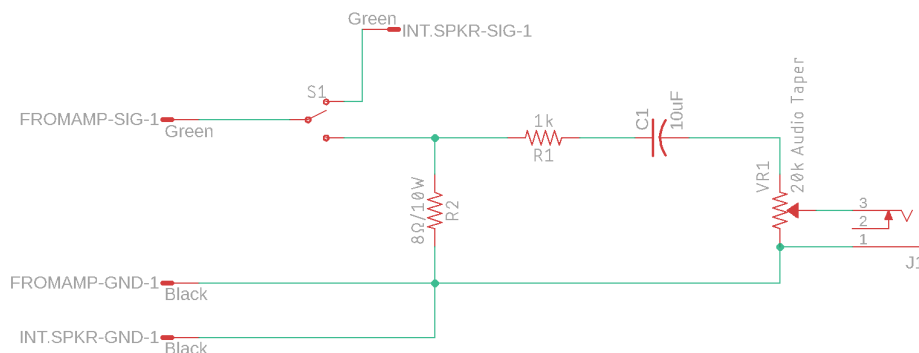 Green
INT.SPKR-SIG-1
S1
FROMAMP-SIG-1
Green
1k
R1
C1
10uF
VR1
20k Audio Taper
8Ω/10W
R2
3
2
1
J1
FROMAMP-GND-1
Black
INT.SPKR-GND-1
Black